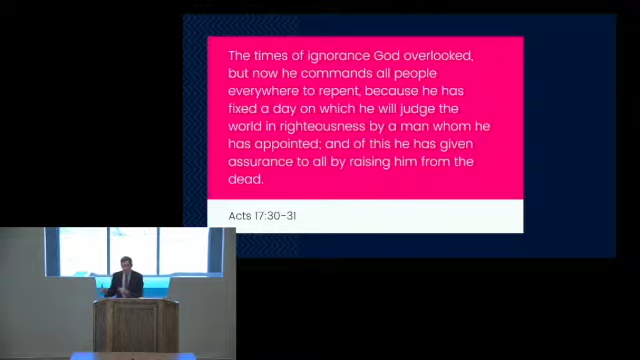 The times of ignorance God overlooked,
but now he commands all people
everywhere to repent, because he has
fixed a day on which he will judge the
world in righteousness by a man whom he
has appointed; and of this he has given
assurance to all by raising him from the
dead.
Acts 17:30-31